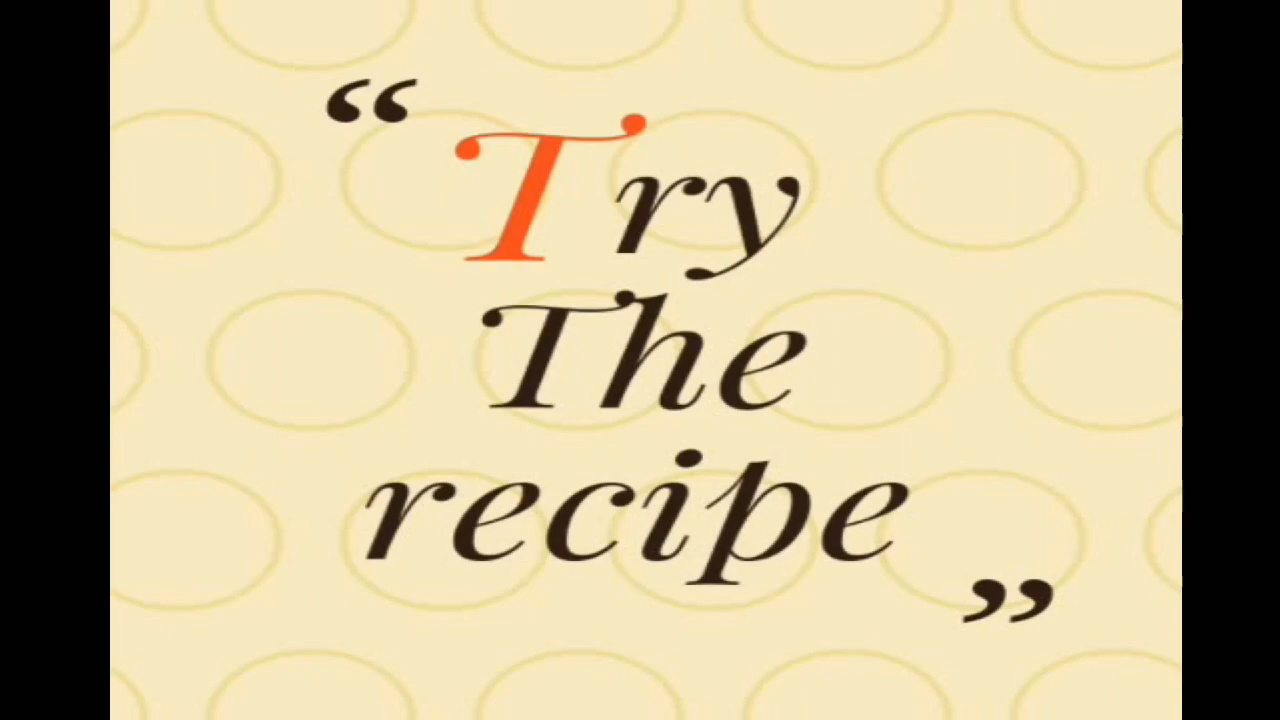 “ Try
The
recipe ”